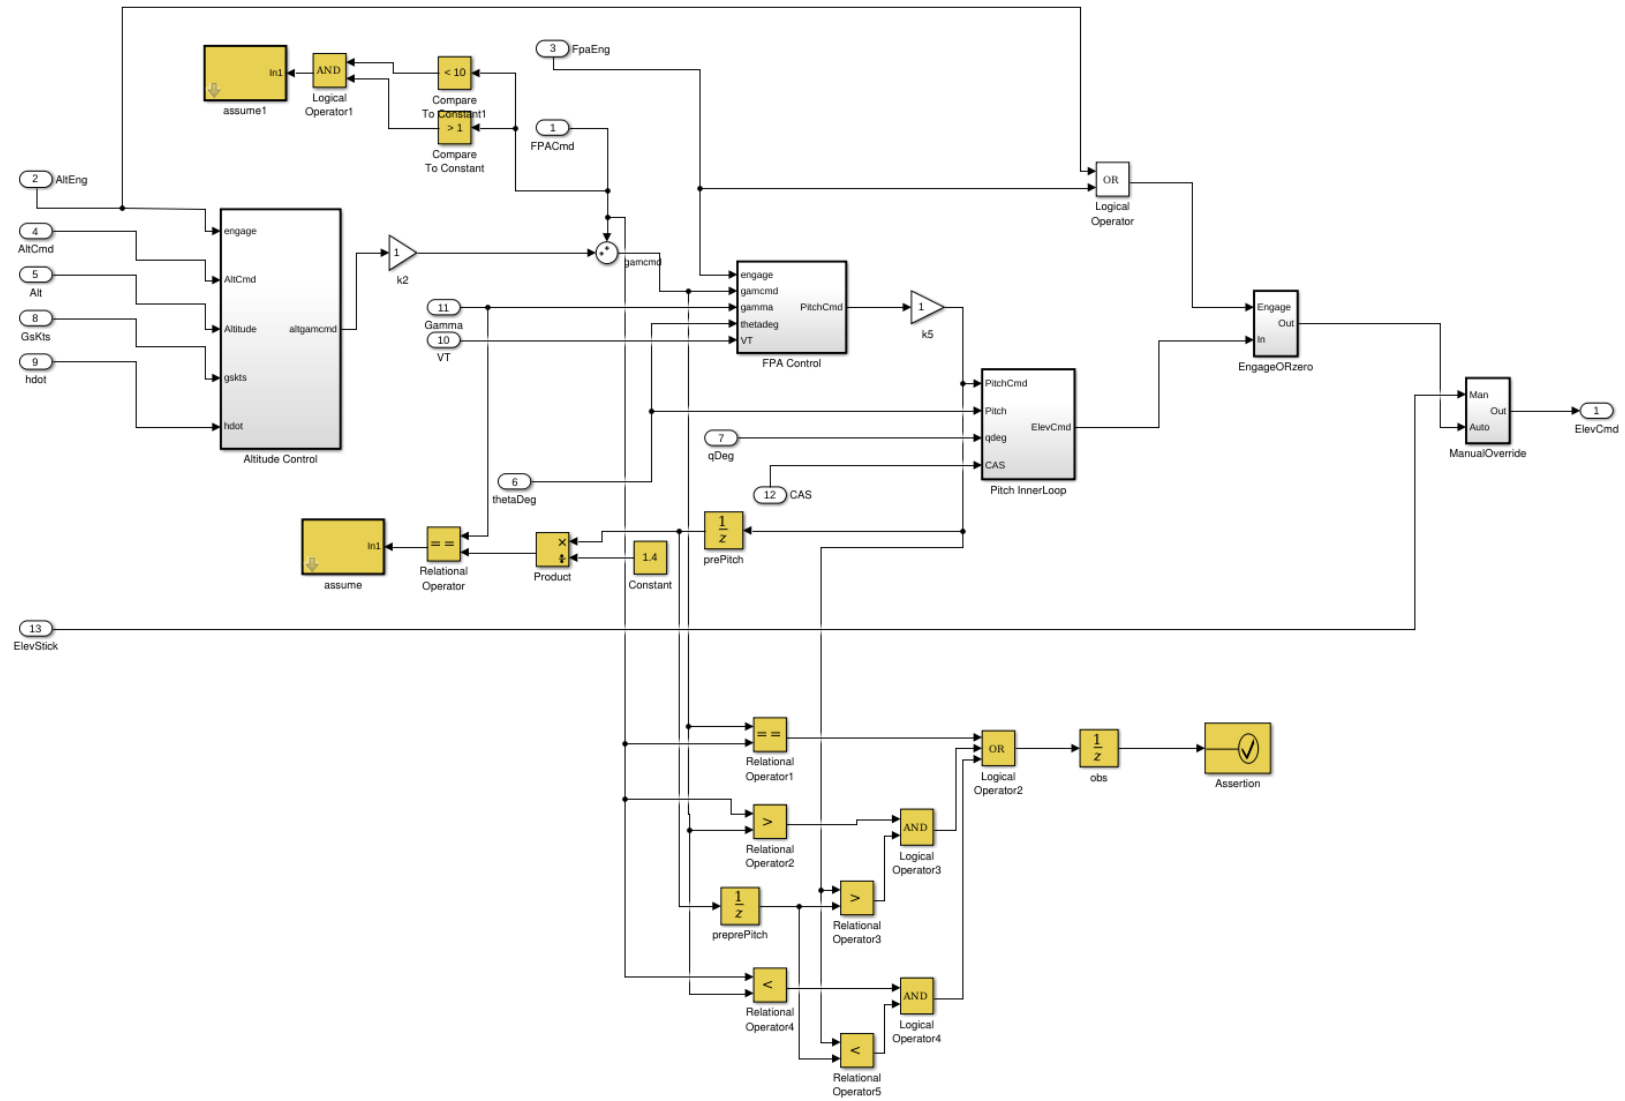 3 FpaEng
In1
AND
< 10
assume1
Logical
Operator1
Compare
To Constant1
> 1
1
FPACmd
Compare
To Constant
2 AltEng
OR
Logical
Operator
engage
4
AltCmd
1
k2
gamcmd
5
Alt
AltCmd
engage
gamcmd
gamma
thetadeg
VT
PitchCmd
FPA Control
11
Gamma
10
VT
1
k5
Engage
Out
In
EngageORzero
8
GsKts
Altitude
altgamcmd
9
hdot
gskts
hdot
Altitude Control
PitchCmd
Pitch
qdeg
CAS
ElevCmd
Pitch InnerLoop
Man
Out
Auto
ManualOverride
1
ElevCmd
7
qDeg
6
thetaDeg
12 CAS
In1
assume
==
Relational
Operator
×
÷
Product
1.4
Constant
1
z
prePitch
13
ElevStick
==
Relational
Operator1
OR
Logical
Operator2
1
z
obs
Assertion
>
Relational
Operator2
AND
Logical
Operator3
1
z
preprePitch
>
Relational
Operator3
<
Relational
Operator4
AND
Logical
Operator4
<
Relational
Operator5